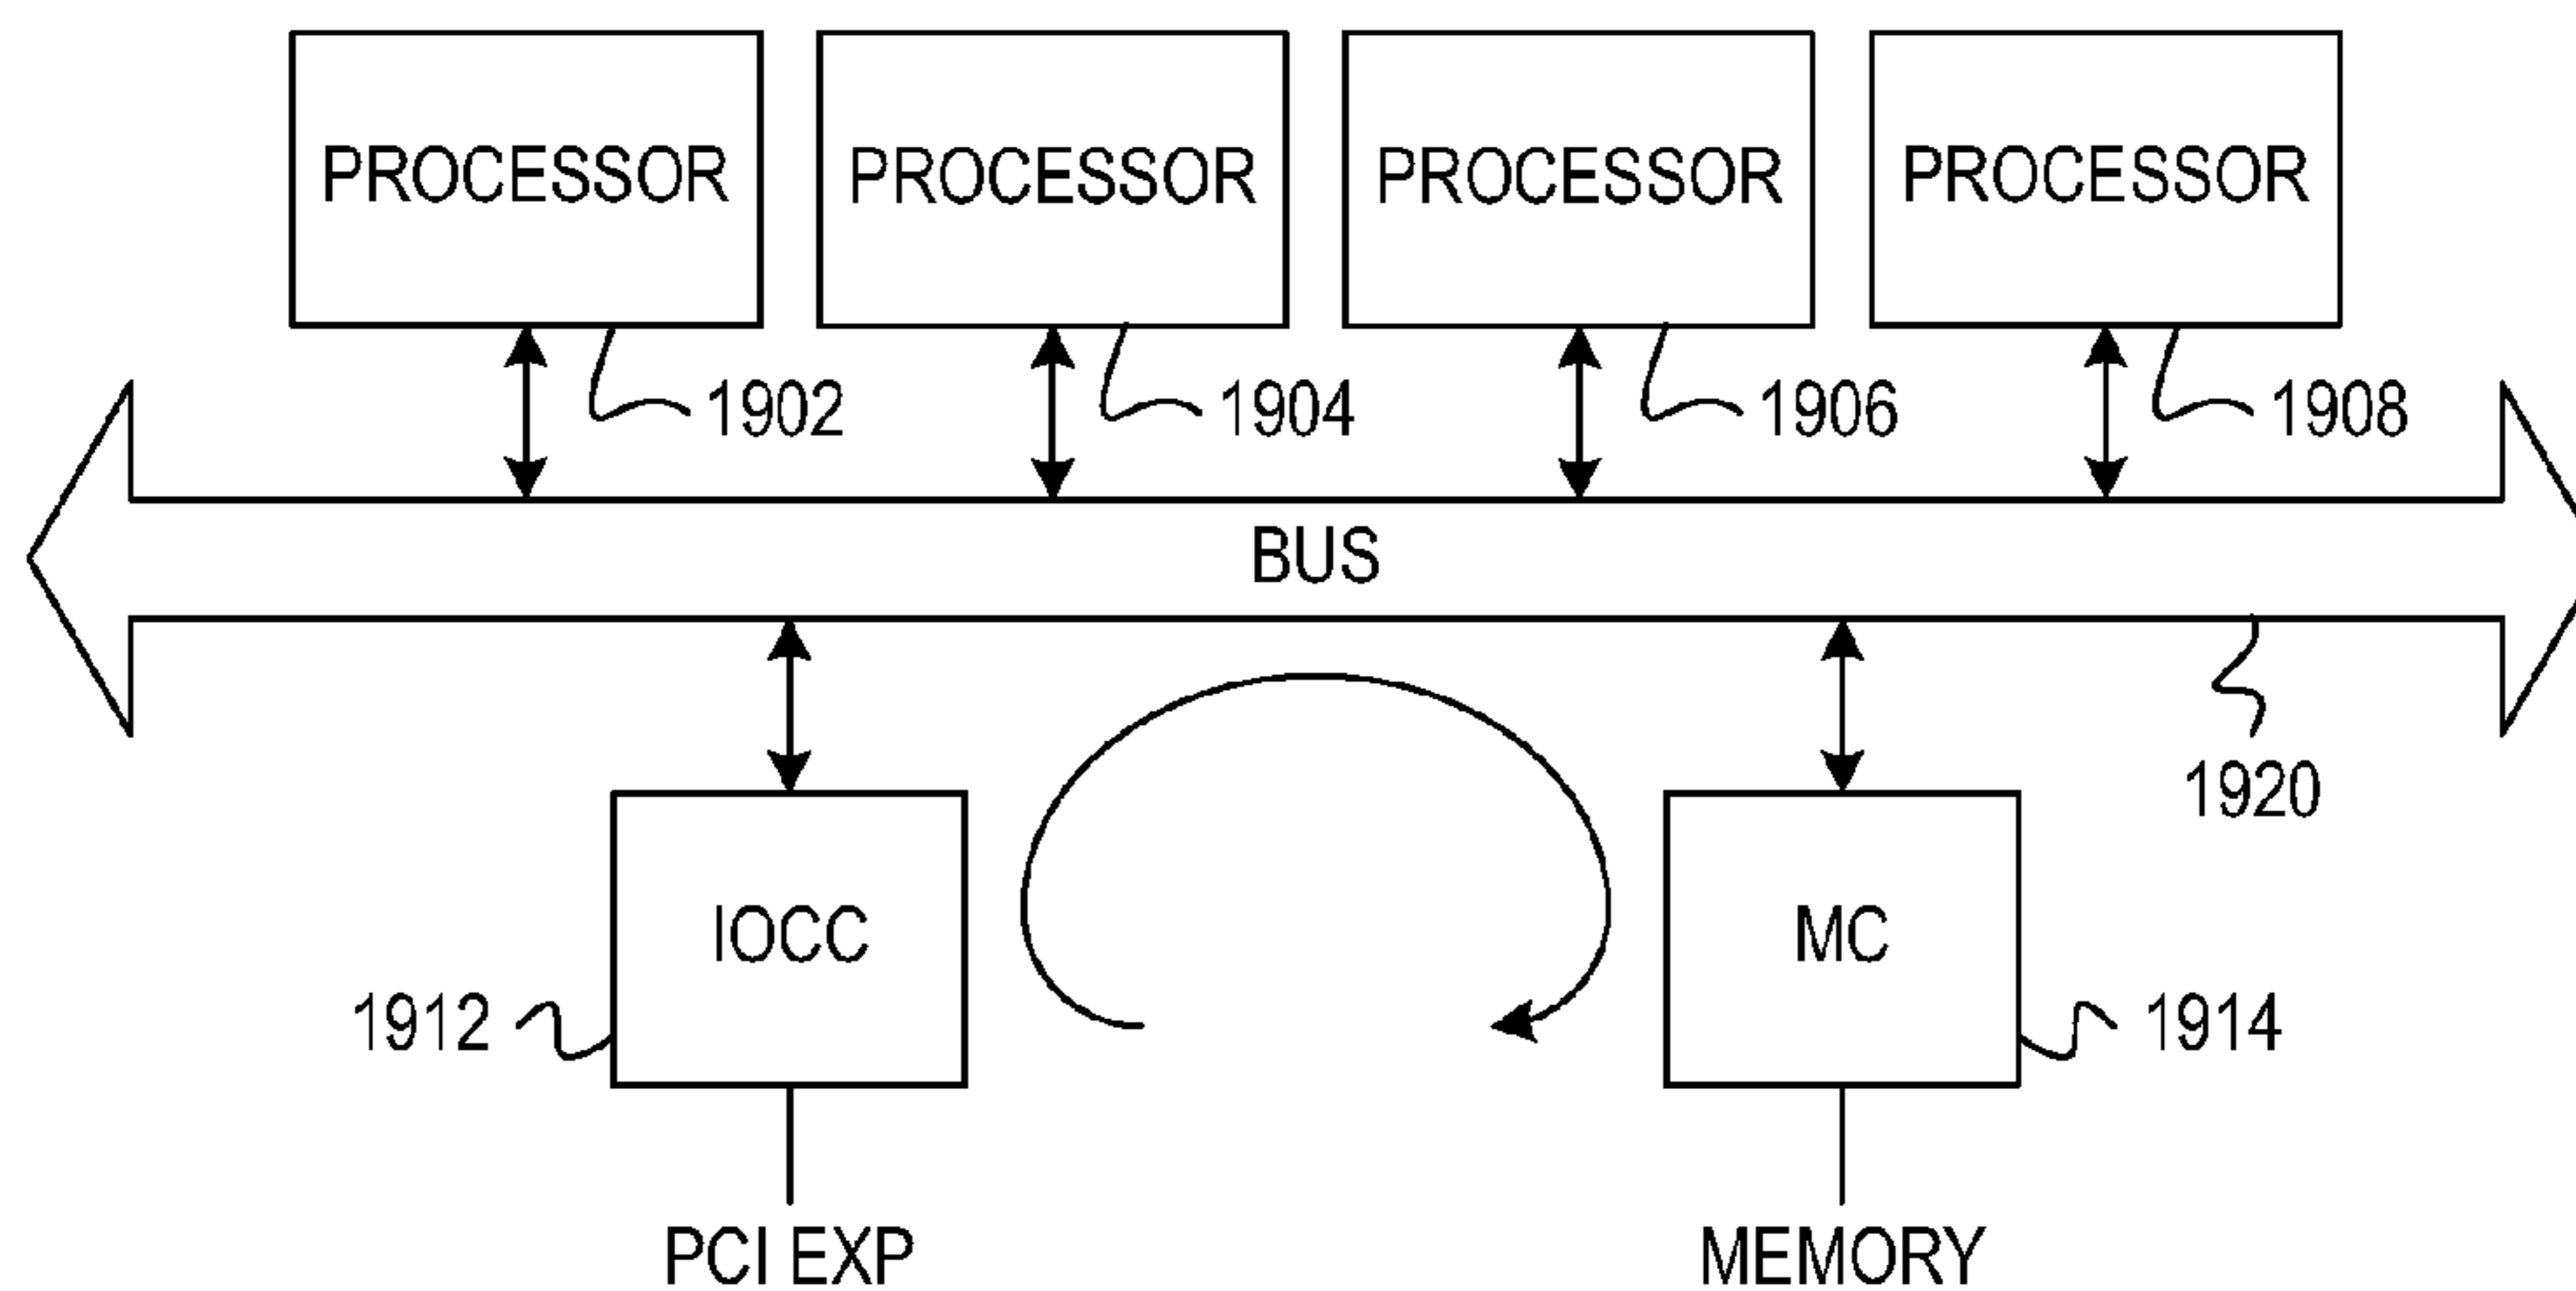 PROCESSOR PROCESSOR PROCESSOR PROCESSOR
1902 1904 1906 1908
BUS
1920
IOCC MC
1912 1914
PCI EXP MEMORY